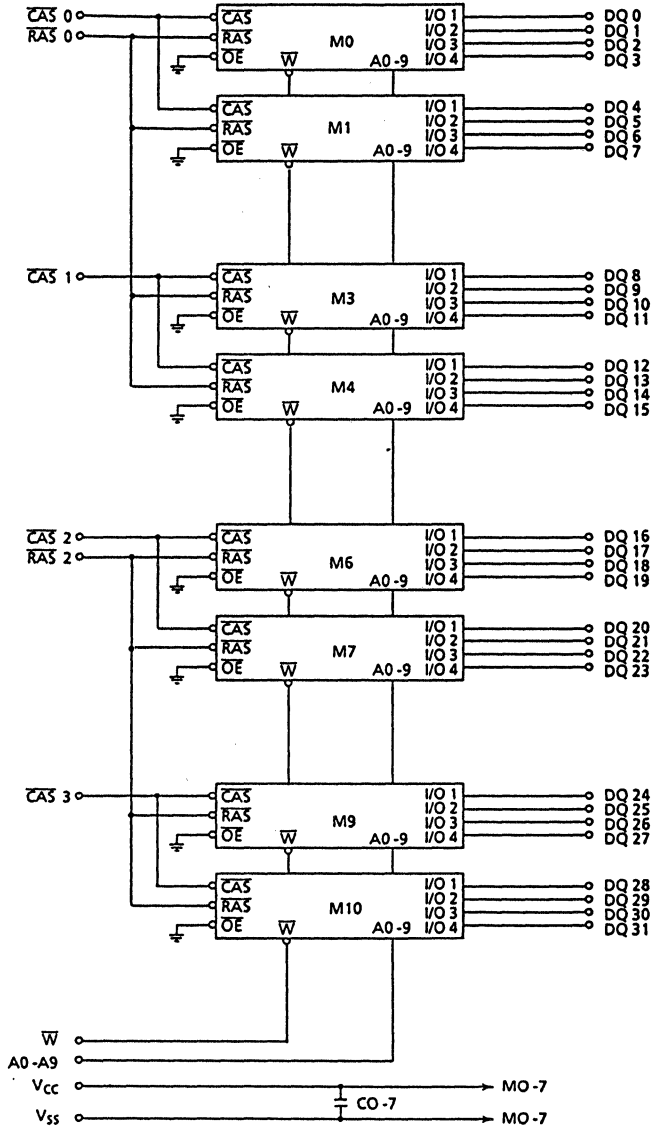 CAS 0
RAS 0
CAS
RAS
OE
M0
W
A0-9
I/O 1
I/O 2
I/O 3
I/O 4
DQ 0
DQ 1
DQ 2
DQ 3
CAS
RAS
OE
M1
W
A0-9
I/O 1
I/O 2
I/O 3
I/O 4
DQ 4
DQ 5
DQ 6
DQ 7
CAS 1
CAS
RAS
OE
M3
W
A0-9
I/O 1
I/O 2
I/O 3
I/O 4
DQ 8
DQ 9
DQ 10
DQ 11
CAS
RAS
OE
M4
W
A0-9
I/O 1
I/O 2
I/O 3
I/O 4
DQ 12
DQ 13
DQ 14
DQ 15
CAS 2
RAS 2
CAS
RAS
OE
M6
W
A0-9
I/O 1
I/O 2
I/O 3
I/O 4
DQ 16
DQ 17
DQ 18
DQ 19
CAS
RAS
OE
M7
W
A0-9
I/O 1
I/O 2
I/O 3
I/O 4
DQ 20
DQ 21
DQ 22
DQ 23
CAS 3
CAS
RAS
OE
M9
W
A0-9
I/O 1
I/O 2
I/O 3
I/O 4
DQ 24
DQ 25
DQ 26
DQ 27
CAS
RAS
OE
M10
W
A0-9
I/O 1
I/O 2
I/O 3
I/O 4
DQ 28
DQ 29
DQ 30
DQ 31
W
A0-A9
VCC
MO-7
CO-7
VSS
MO-7